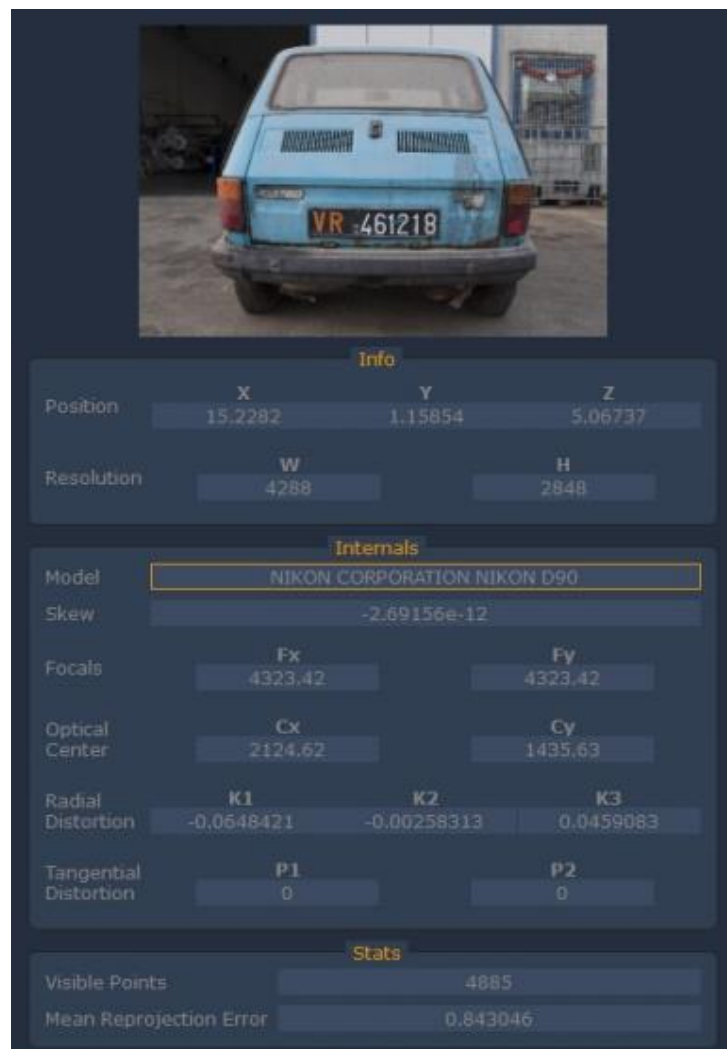 VR 461218
Info
X Y Z
Position 15.2282 1.15854 5.06737
W H
Resolution 4288 2848
Internals
Model NIKON CORPORATION NIKON D90
Skew -2.69156e-12
Fx Fy
Focals 4323.42 4323.42
Optical Cx Cy
Center 2124.62 1435.63
Radial K1 K2 K3
Distortion -0.0648421 -0.00258313 0.0459083
Tangential P1 P2
Distortion 0 0
Stats
Visible Points 4885
Mean Reprojection Error 0.843046